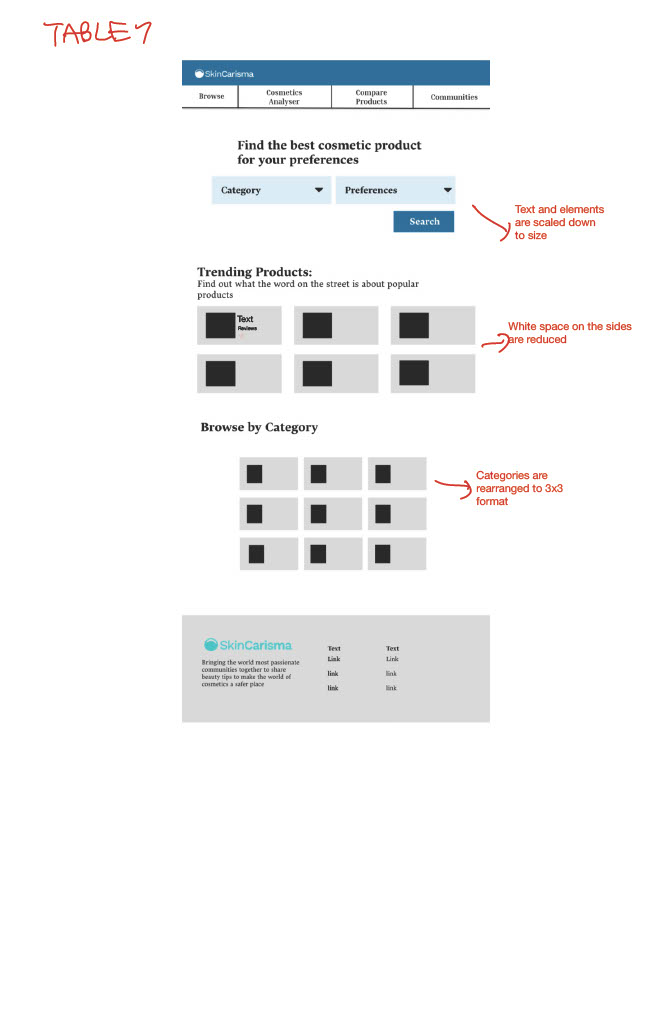 TABLE 1
SkinCarisma
Browse
Cosmetics
Analyser
Compare
Products
Communities
Find the best cosmetic product
for your preferences
Category
Preferences
Search
Text and elements
are scaled down
to size
Trending Products:
Find out what the word on the street is about popular
products
Text
Reviews
White space on the sides
are reduced
Browse by Category
Categories are
rearranged to 3x3
format
SkinCarisma
Bringing the world most passionate
communities together to share
beauty tips to make the world of
cosmetics a safer place
Text
Link
link
link
Text
Link
link
link